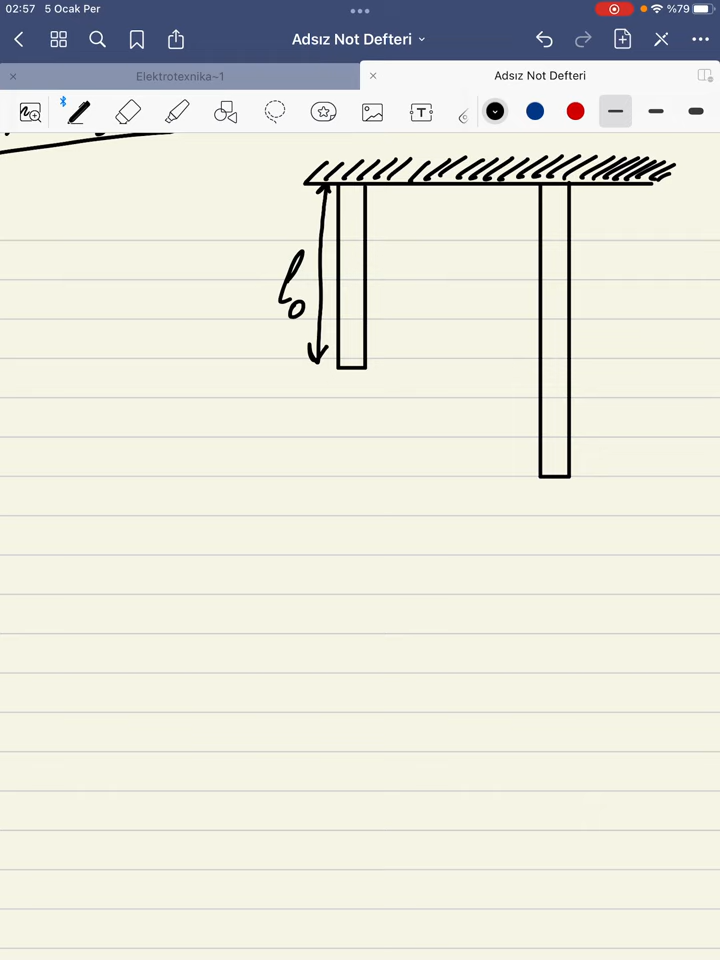 02:57 5 Ocak Per %79
Adsız Not Defteri
Elektrotexnika~1 Adsız Not Defteri
T
l₀